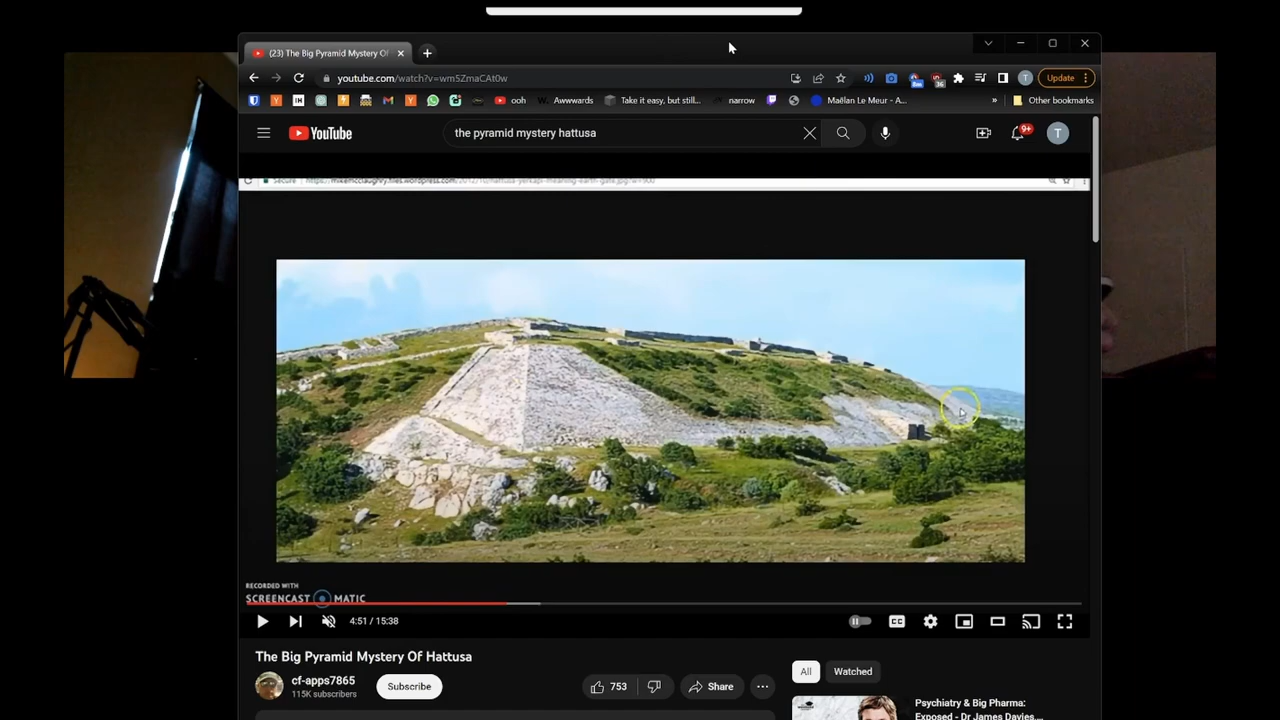 (23) The Big Pyramid Mystery Of
youtube.com/watch?v=wm5ZmaCAt0w
Update
ooh
Awwwards
Take it easy, but still...
narrow
Maëlan Le Meur - A...
»
Other bookmarks
YouTube
the pyramid mystery hattusa
9+
T
Secure
RECORDED WITH
SCREENCAST MATIC
4:51 / 15:38
CC
The Big Pyramid Mystery Of Hattusa
cf-apps7865
115K subscribers
Subscribe
753
Share
All
Watched
Psychiatry & Big Pharma:
Exposed - Dr James Davies,...